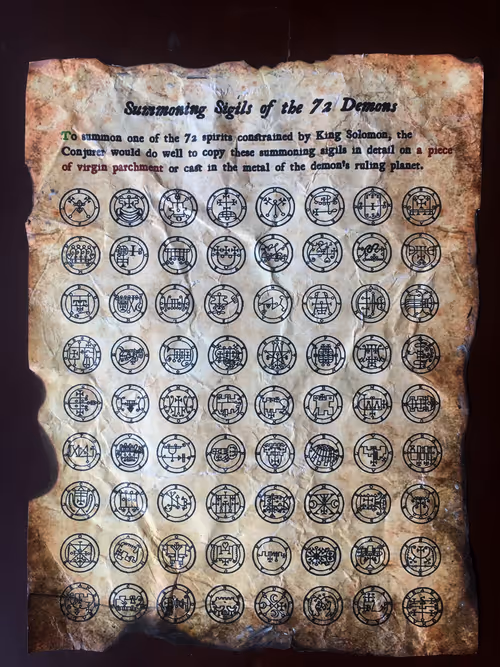 Summoning Sigils of the 72 Demons
To summon one of the 72 spirits constrained by King Solomon, the
Conjurer would do well to copy these summoning sigils in detail on a piece
of virgin parchment or cast in the metal of the demon's ruling planet.